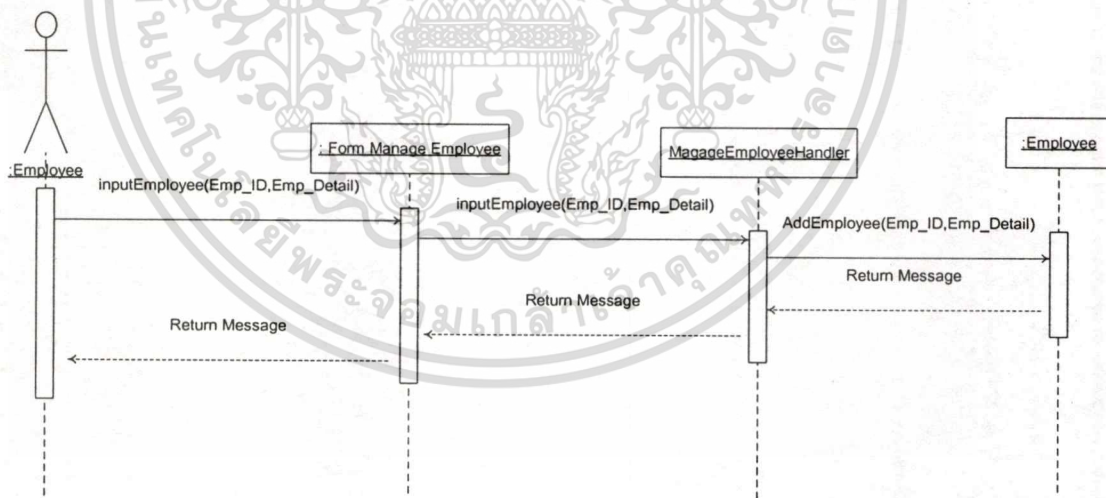 :Employee
: Form Manage Employee
MagageEmployeeHandler
:Employee
inputEmployee(Emp_ID,Emp_Detail)
inputEmployee(Emp_ID,Emp_Detail)
AddEmployee(Emp_ID,Emp_Detail)
Return Message
Return Message
Return Message